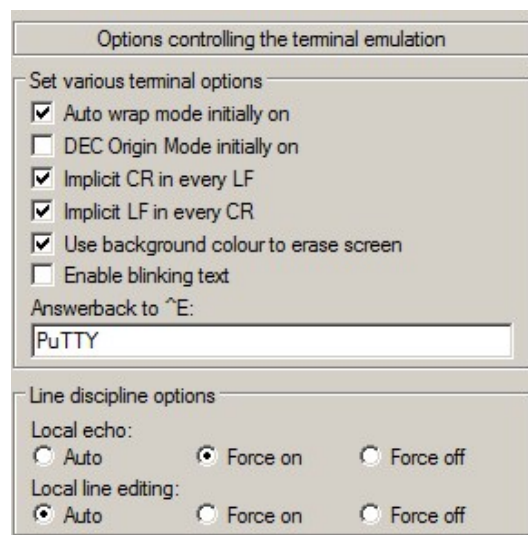 Options controlling the terminal emulation
Set various terminal options
Auto wrap mode initially on
DEC Origin Mode initially on
Implicit CR in every LF
Implicit LF in every CR
Use background colour to erase screen
Enable blinking text
Answerback to ^E:
PuTTY
Line discipline options
Local echo:
Auto Force on Force off
Local line editing:
Auto Force on Force off